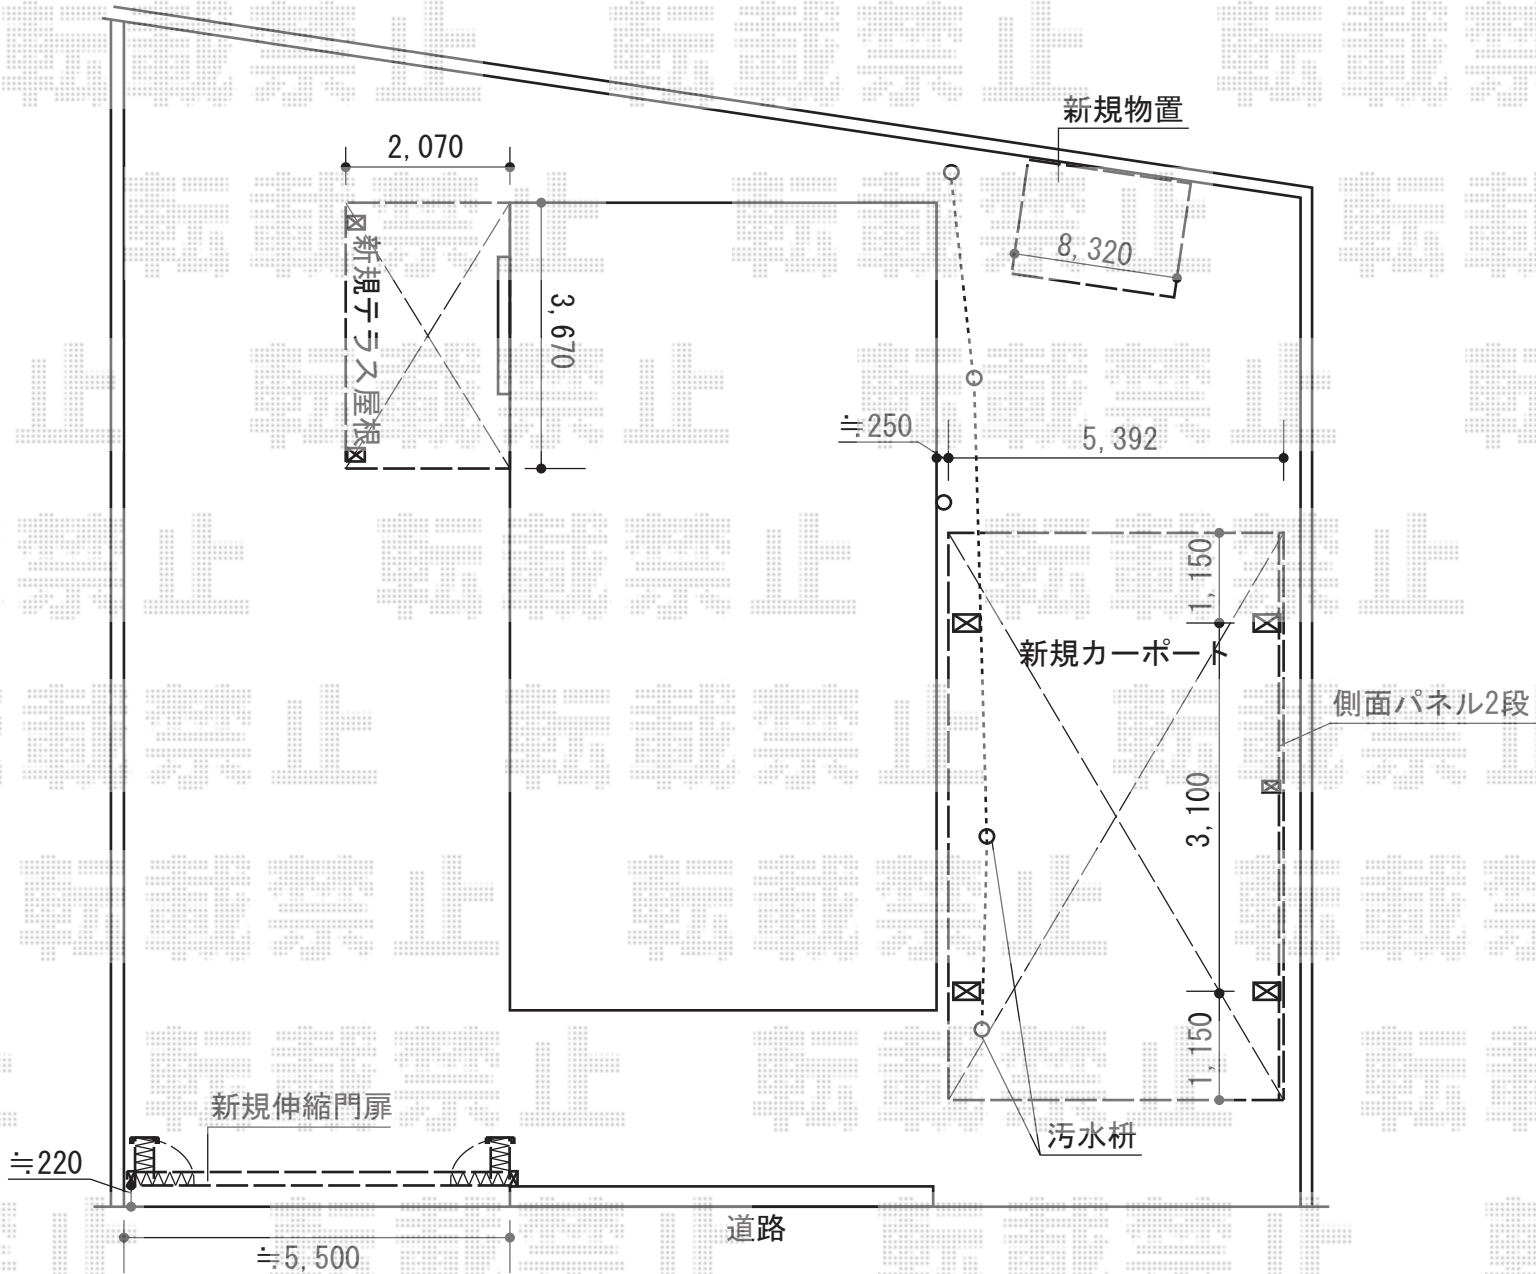 新規物置
2,070
8,320
新規テラス屋根
3,670
≒250
5,392
1,150
新規カーポート
側面パネル2段
3,100
1,150
新規伸縮門扉
汚水枡
≒220
道路
≒5,500
転載禁止